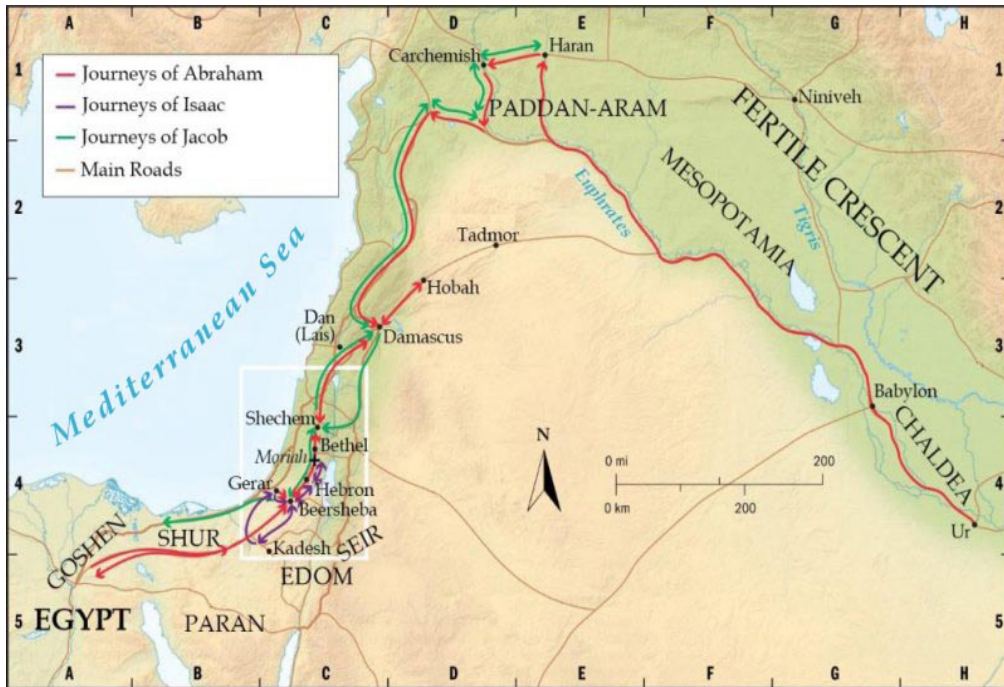 A B C D E F G H
1
2
3
4
5
Journeys of Abraham
Journeys of Isaac
Journeys of Jacob
Main Roads
Carchemish
Haran
PADDAN-ARAM
Niniveh
FERTILE CRESCENT
MESOPOTAMIA
Euphrates
Tigris
Tadmor
Hobah
Mediterranean Sea
Dan
(Lais)
Damascus
Shechem
Bethel
Moriah
Gerar
Hebron
Beersheba
Babylon
CHALDEA
Ur
N
0 mi 200
0 km 200
GOSHEN
SHUR
Kadesh
SEIR
EDOM
EGYPT
PARAN
1
2
3
4
5
A B C D E F G H